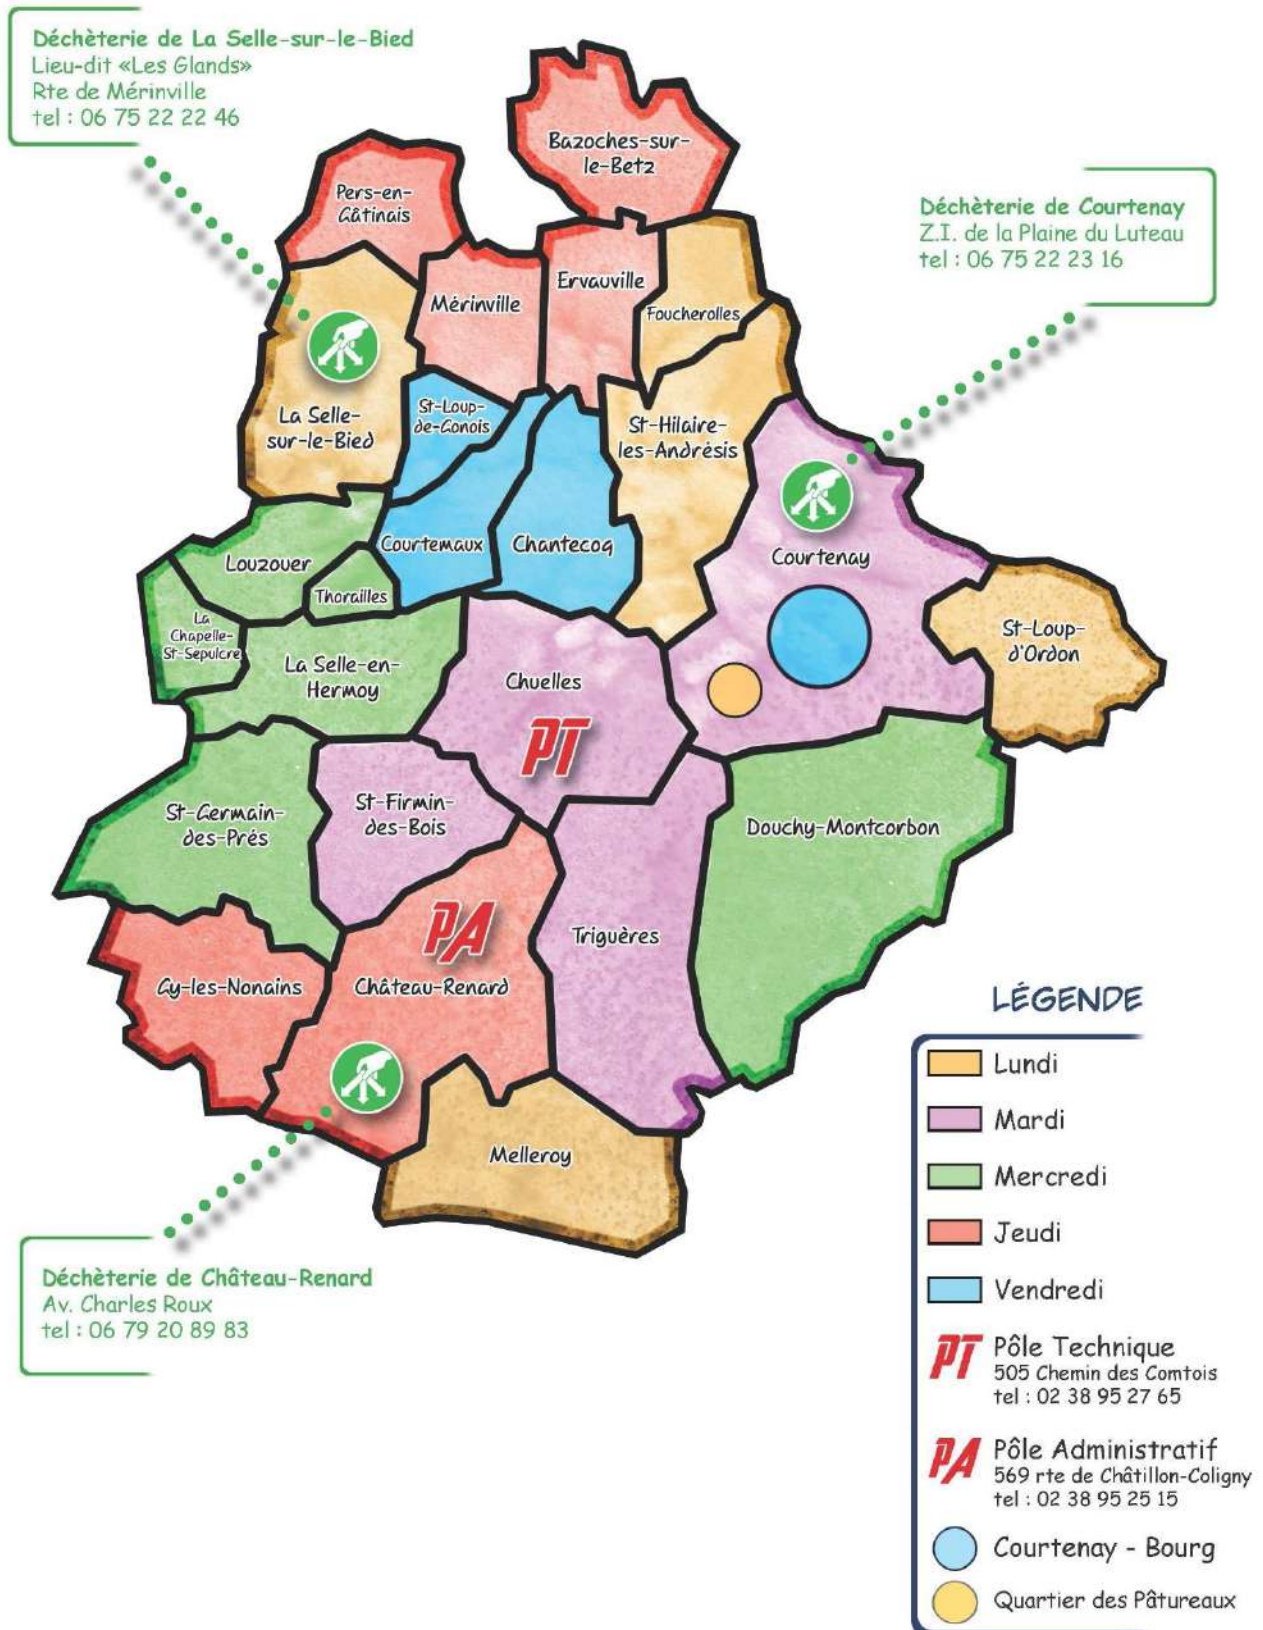 Déchèterie de La Selle-sur-le-Bied
Lieu-dit «Les Glands»
Rte de Mérinville
tel : 06 75 22 22 46
Bazoches-sur-
le-Betz
Pers-en-
Gâtinais
Déchèterie de Courtenay
Z.I. de la Plaine du Luteau
tel : 06 75 22 23 16
Mérinville
Ervauville
Foucherolles
La Selle-
sur-le-Bied
St-Loup-
de-Gonois
St-Hilaire-
les-Andrésis
Louzouer
Courtemaux
Chantecoq
Courtenay
Thorailles
La
Chapelle-
St-Sepulcre
La Selle-en-
Hermoy
Chuelles
St-Loup-
d'Ordon
PT
St-Germain-
des-Prés
St-Firmin-
des-Bois
Douchy-Montcorbon
PA
Triguères
Gy-les-Nonains
Château-Renard
Melleroy
Déchèterie de Château-Renard
Av. Charles Roux
tel : 06 79 20 89 83
LÉGENDE
Lundi
Mardi
Mercredi
Jeudi
Vendredi
PT Pôle Technique
505 Chemin des Comtois
tel : 02 38 95 27 65
PA Pôle Administratif
569 rte de Châtillon-Coligny
tel : 02 38 95 25 15
Courtenay - Bourg
Quartier des Pâtureaux